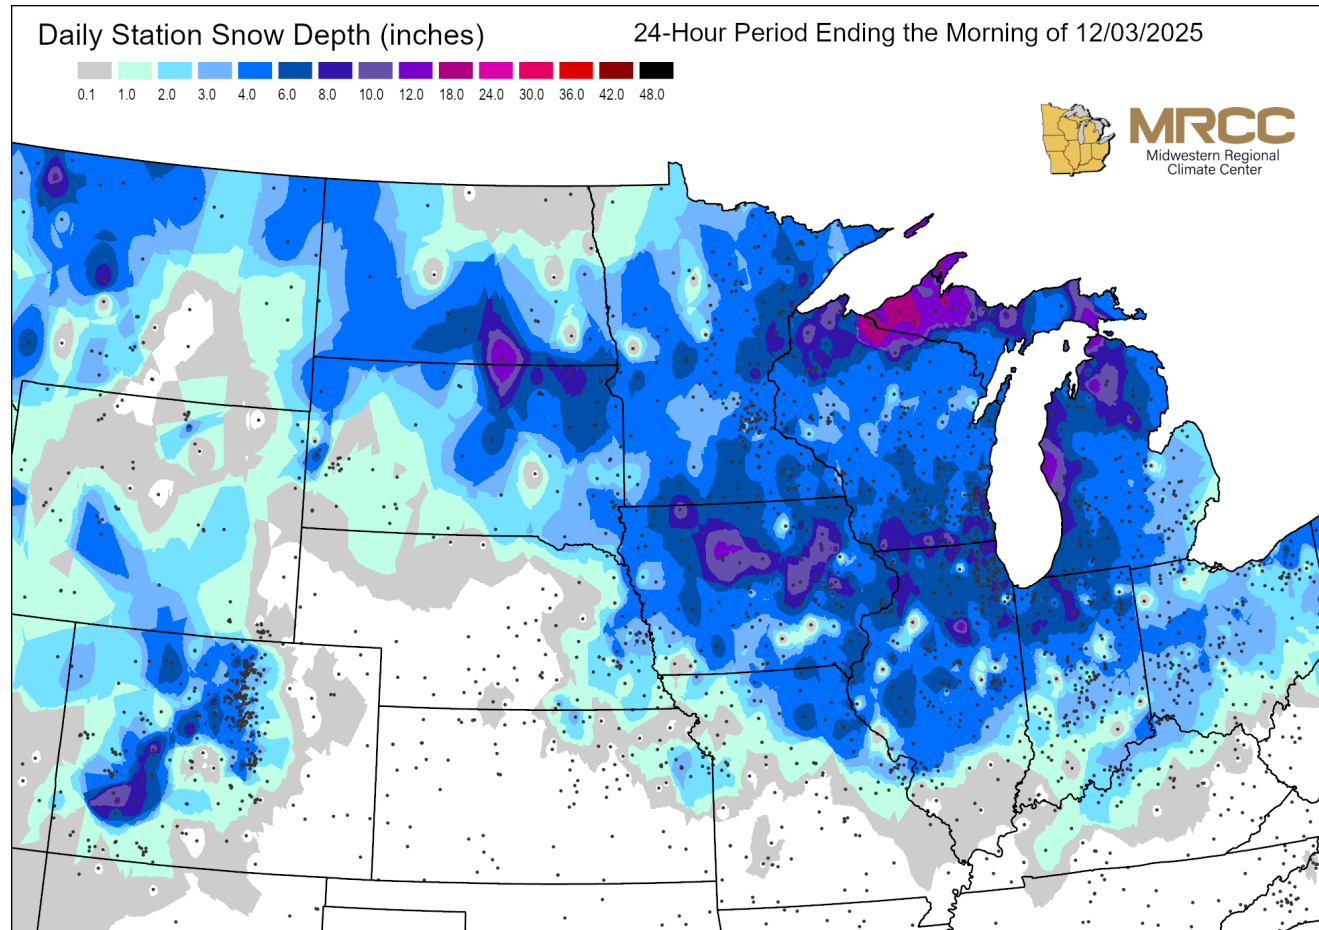 Daily Station Snow Depth (inches)
24-Hour Period Ending the Morning of 12/03/2025
0.1 1.0 2.0 3.0 4.0 6.0 8.0 10.0 12.0 18.0 24.0 30.0 36.0 42.0 48.0
MRCC
Midwestern Regional
Climate Center